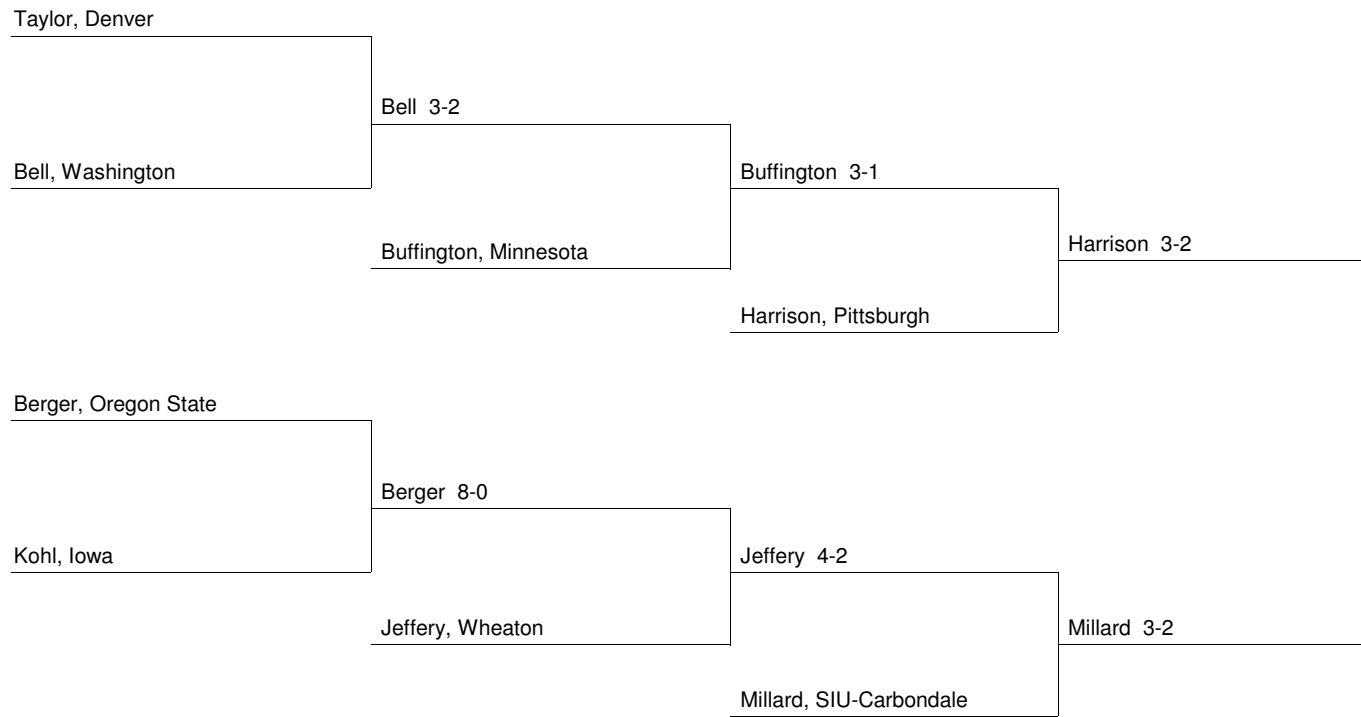 Taylor, Denver
Bell 3-2
Bell, Washington
Buffington 3-1
Buffington, Minnesota
Harrison 3-2
Harrison, Pittsburgh
Berger, Oregon State
Berger 8-0
Kohl, Iowa
Jeffery 4-2
Jeffery, Wheaton
Millard 3-2
Millard, SIU-Carbondale